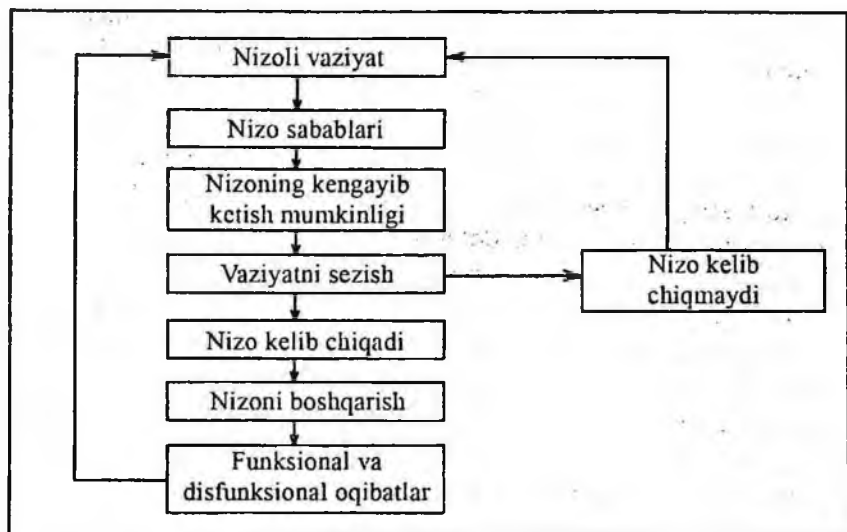 Nizoli vaziyat
Nizo sabablari
Nizoning kengayib
ketish mumkinligi
Vaziyatni sezish
Nizo kelib
chiqmaydi
Nizo kelib chiqadi
Nizoni boshqarish
Funksional va
disfunksional oqibatlar